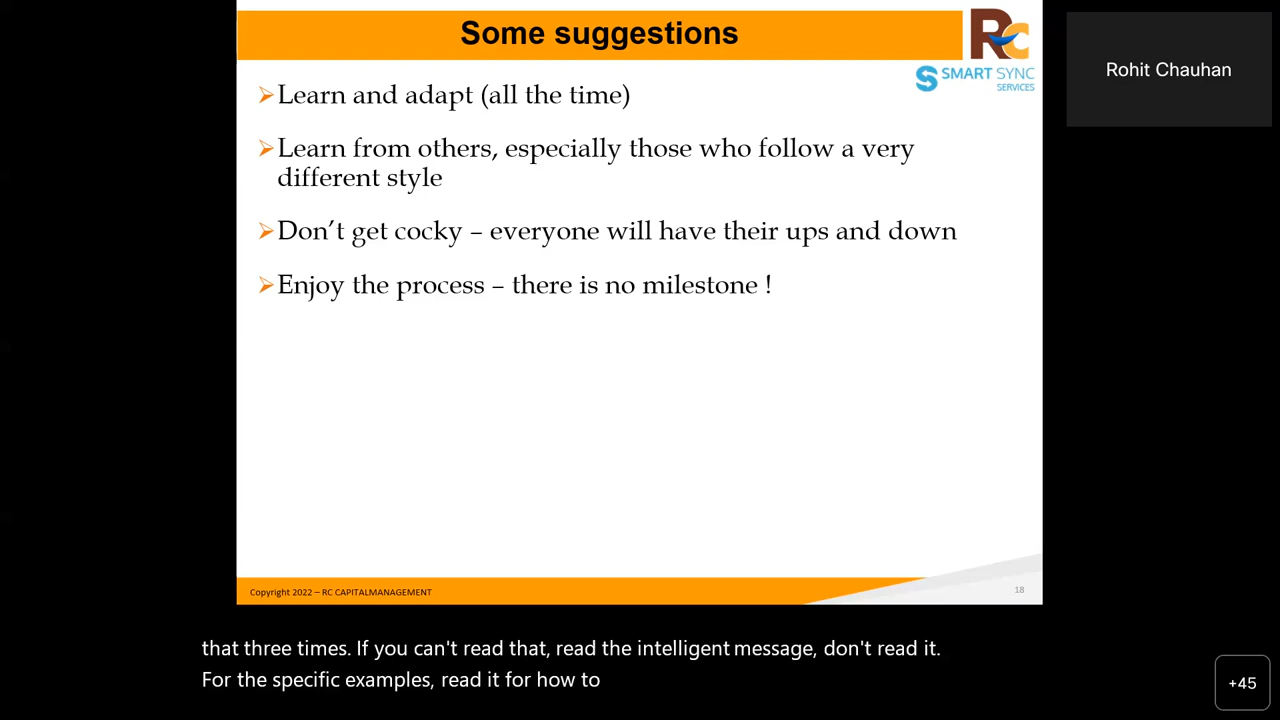 Some suggestions
RC
SMART SYNC
SERVICES
Rohit Chauhan
➢Learn and adapt (all the time)
➢Learn from others, especially those who follow a very
different style
➢Don’t get cocky – everyone will have their ups and down
➢Enjoy the process – there is no milestone !
Copyright 2022 – RC CAPITALMANAGEMENT
18
that three times. If you can't read that, read the intelligent message, don't read it.
For the specific examples, read it for how to
+45